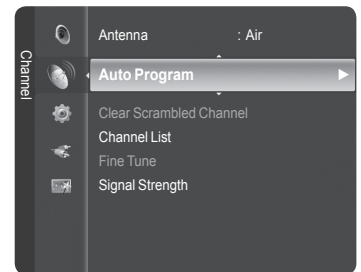 Channel
Antenna : Air
Auto Program
Clear Scrambled Channel
Channel List
Fine Tune
Signal Strength